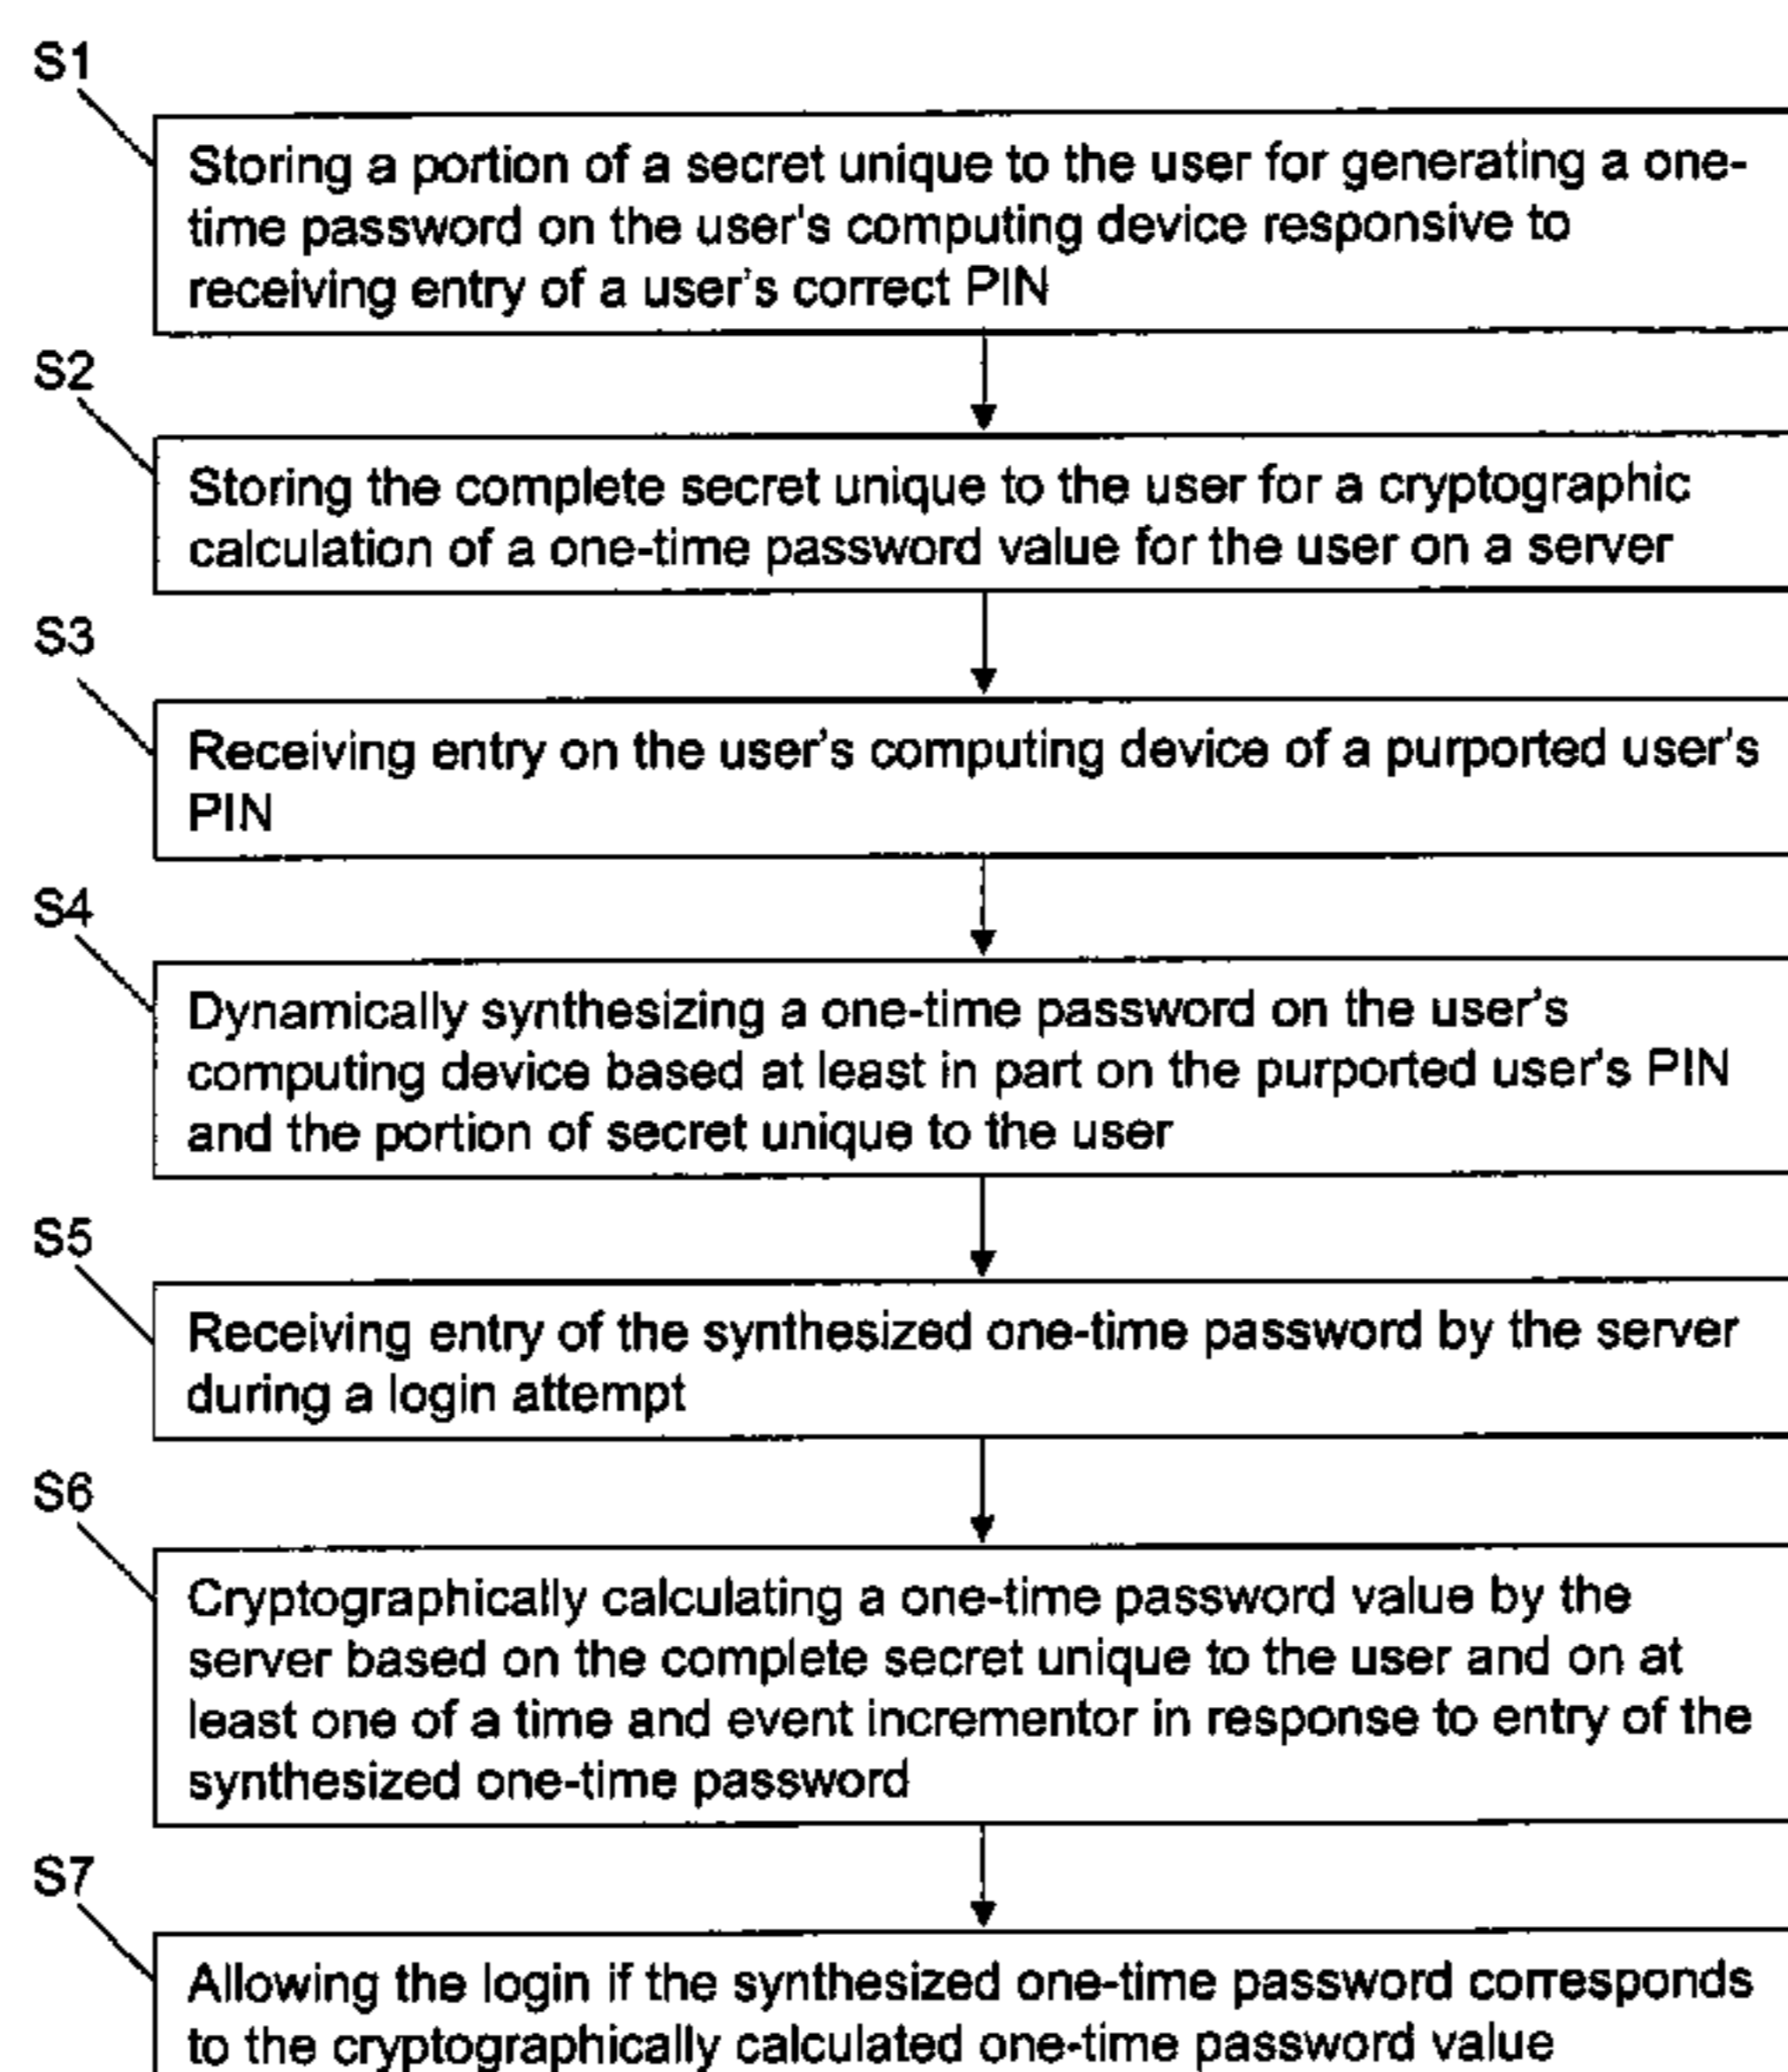 S1
Storing a portion of a secret unique to the user for generating a one-
time password on the user's computing device responsive to
receiving entry of a user's correct PIN
S2
Storing the complete secret unique to the user for a cryptographic
calculation of a one-time password value for the user on a server
S3
Receiving entry on the user's computing device of a purported user's
PIN
S4
Dynamically synthesizing a one-time password on the user's
computing device based at least in part on the purported user's PIN
and the portion of secret unique to the user
S5
Receiving entry of the synthesized one-time password by the server
during a login attempt
S6
Cryptographically calculating a one-time password value by the
server based on the complete secret unique to the user and on at
least one of a time and event incrementor in response to entry of the
synthesized one-time password
S7
Allowing the login if the synthesized one-time password corresponds
to the cryptographically calculated one-time password value